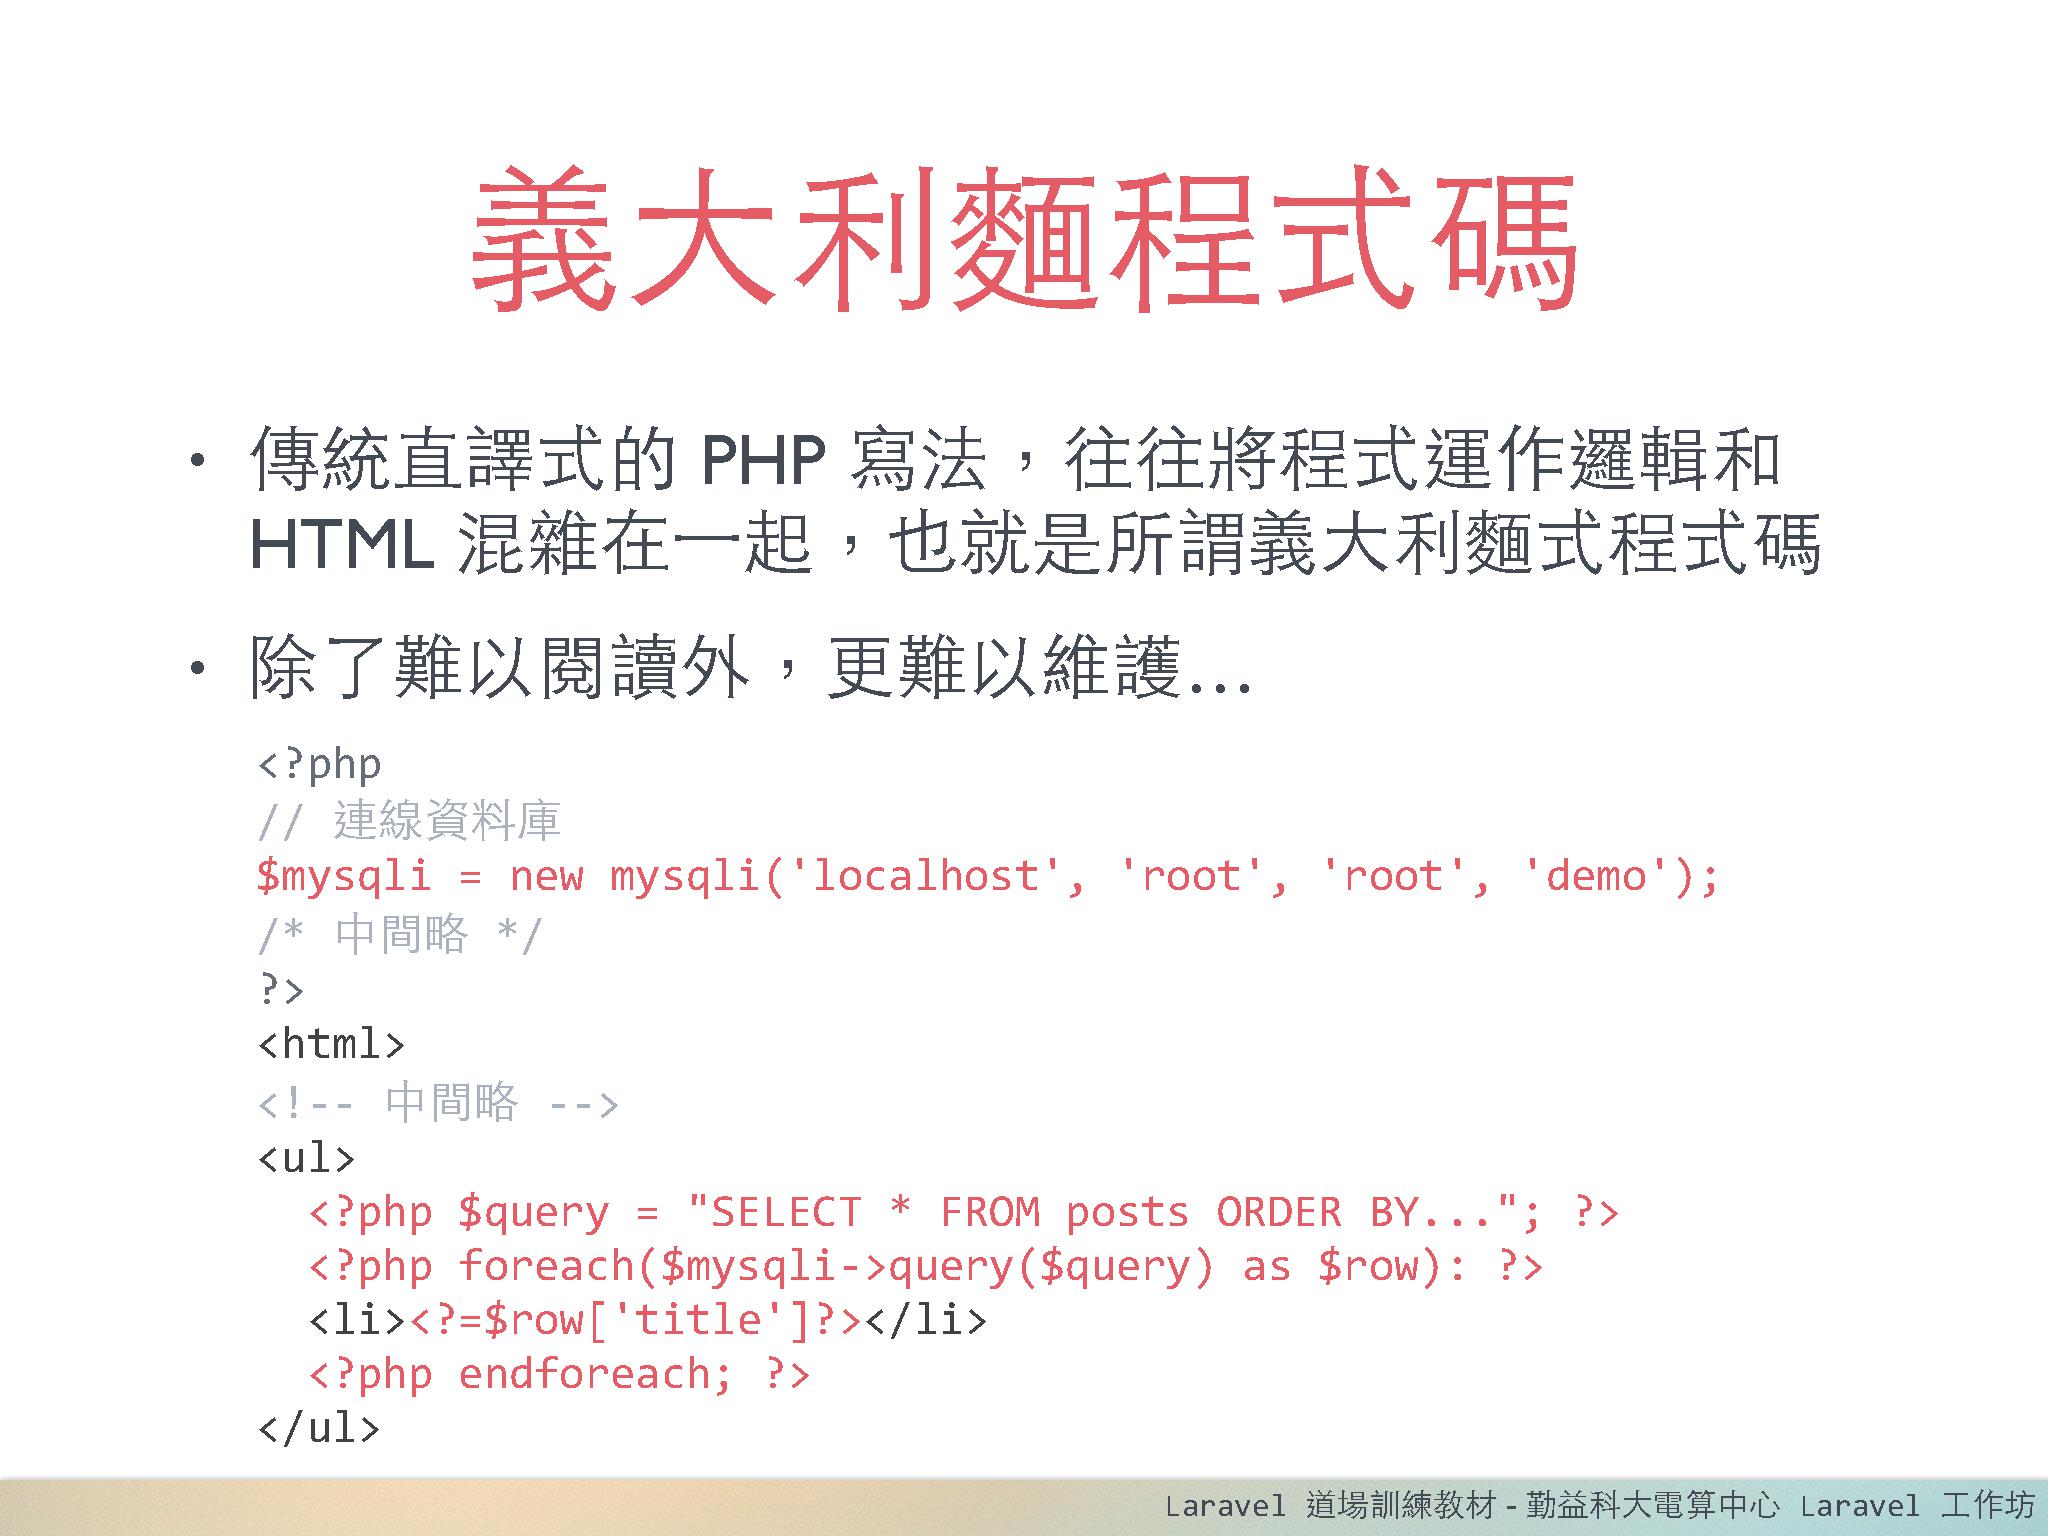 義大利麵程式碼
• 傳統直譯式的 PHP 寫法，往往將程式運作邏輯和
HTML 混雜在一起，也就是所謂義大利麵式程式碼
• 除了難以閱讀外，更難以維護…
<?php
// 連線資料庫
$mysqli = new mysqli('localhost', 'root', 'root', 'demo');
/* 中間略 */
?>
<html>
<!-- 中間略 -->
<ul>
  <?php $query = "SELECT * FROM posts ORDER BY..."; ?>
  <?php foreach($mysqli->query($query) as $row): ?>
  <li><?=$row['title']?></li>
  <?php endforeach; ?>
</ul>
Laravel 道場訓練教材 - 勤益科大電算中心 Laravel 工作坊